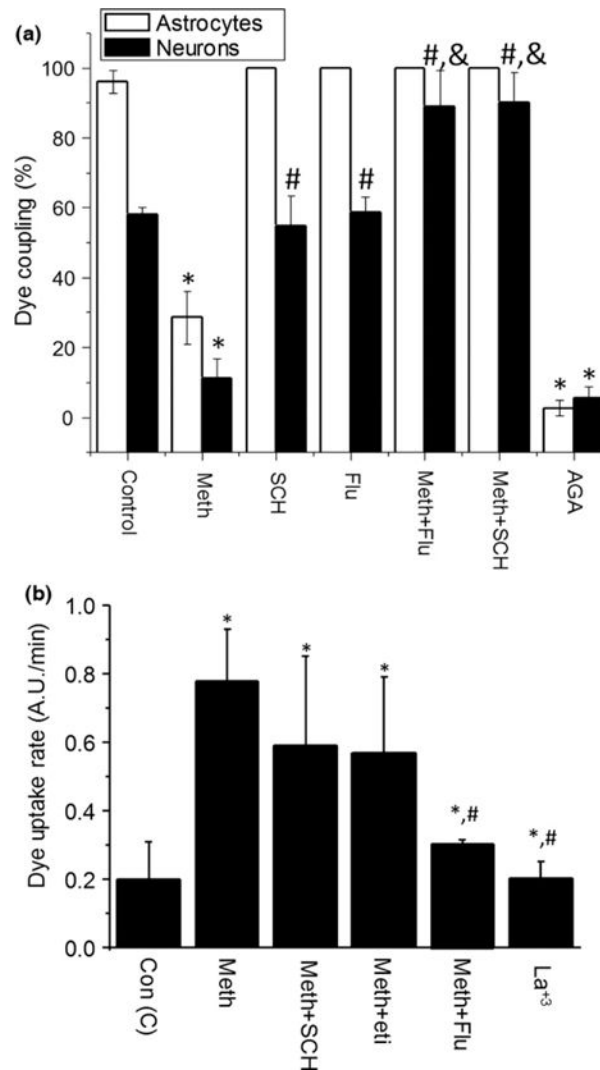 (a)
Astrocytes
Neurons
Dye coupling (%)
100
80
60
40
20
0
*
*
#
#
#,&
#,&
*
*
Control
Meth
SCH
Flu
Meth+Flu
Meth+SCH
AGA
(b)
Dye uptake rate (A.U./min)
1.0
0.8
0.6
0.4
0.2
0.0
*
*
*
*,#
*,#
Con (C)
Meth
Meth+SCH
Meth+eti
Meth+Flu
La+3